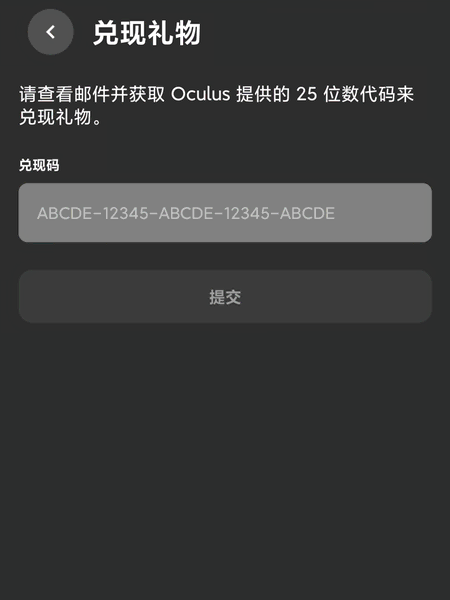 兑现礼物
请查看邮件并获取 Oculus 提供的 25 位数代码来
兑现礼物。
兑现码
ABCDE-12345-ABCDE-12345-ABCDE
提交